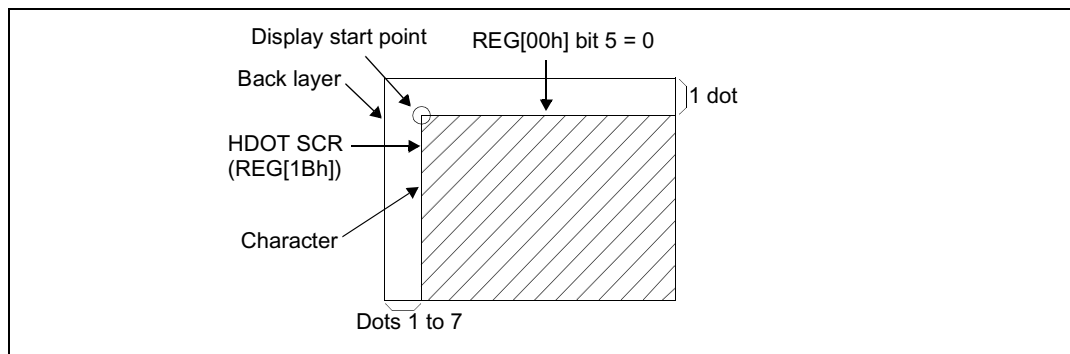 Display start point
REG[00h] bit 5 = 0
Back layer
1 dot
HDOT SCR
(REG[1Bh])
Character
Dots 1 to 7